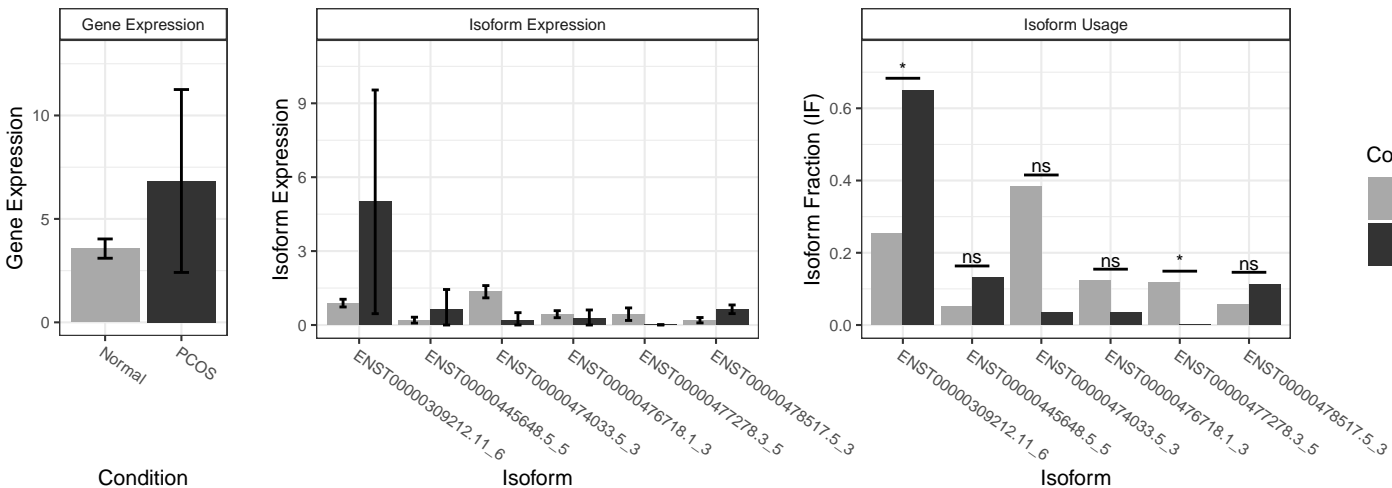 Gene Expression
Isoform Expression
Isoform Usage
Gene Expression
10
5
0
Normal
PCOS
Condition
Isoform Expression
9
6
3
0
ENST00000309212.11_6
ENST00000445648.5_5
ENST00000474033.5_3
ENST00000476718.1_3
ENST00000477278.3_5
ENST00000478517.5_3
Isoform
Isoform Fraction (IF)
0.6
0.4
0.2
0.0
*
ns
ns
ns
*
ns
ENST00000309212.11_6
ENST00000445648.5_5
ENST00000474033.5_3
ENST00000476718.1_3
ENST00000477278.3_5
ENST00000478517.5_3
Isoform
Co